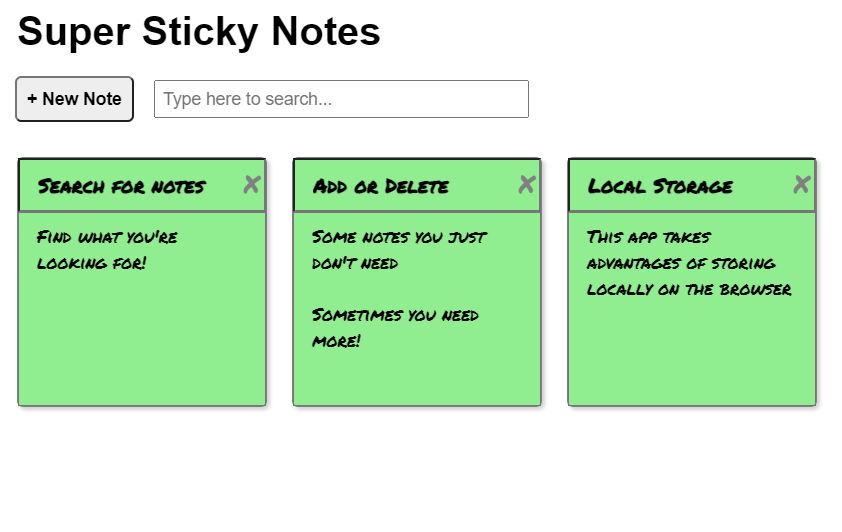 Super Sticky Notes
+ New Note
Type here to search...
Search for notes
Find what you're
looking for!
Add or Delete
Some notes you just
don't need
Sometimes you need
more!
Local Storage
This app takes
advantages of storing
locally on the browser